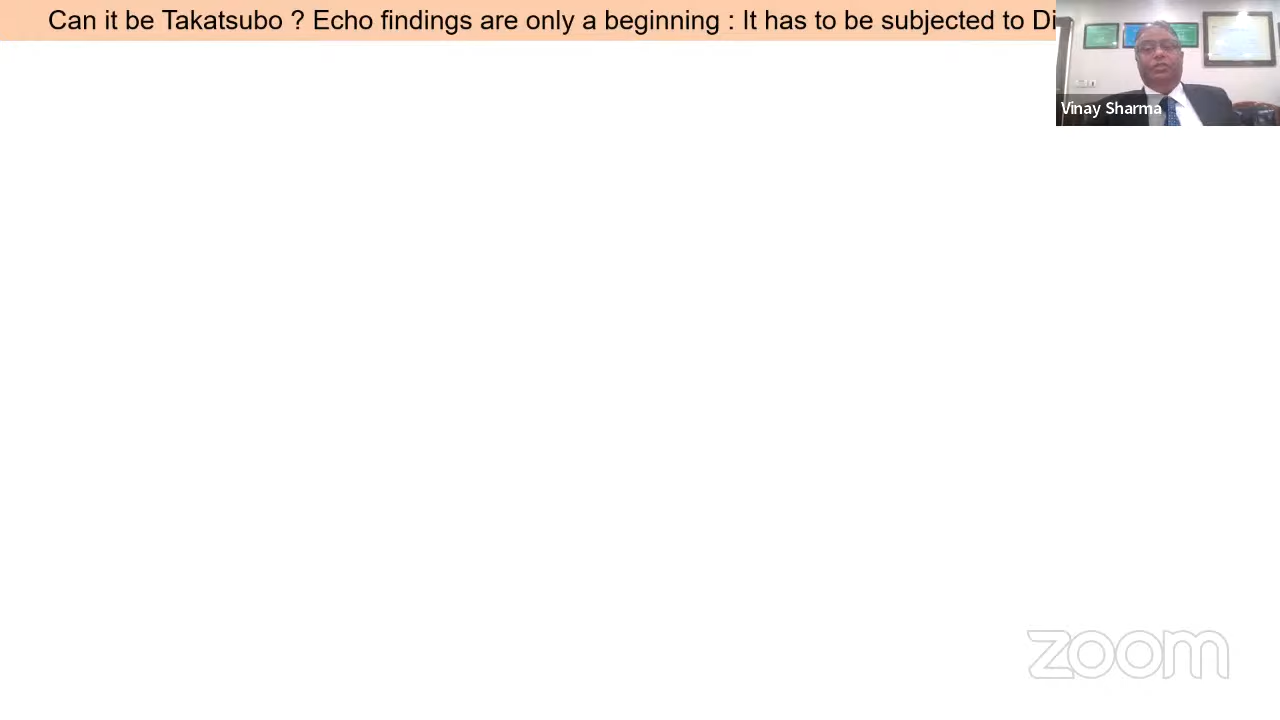 Can it be Takatsubo ? Echo findings are only a beginning : It has to be subjected to
Vinay Sharma
zoom